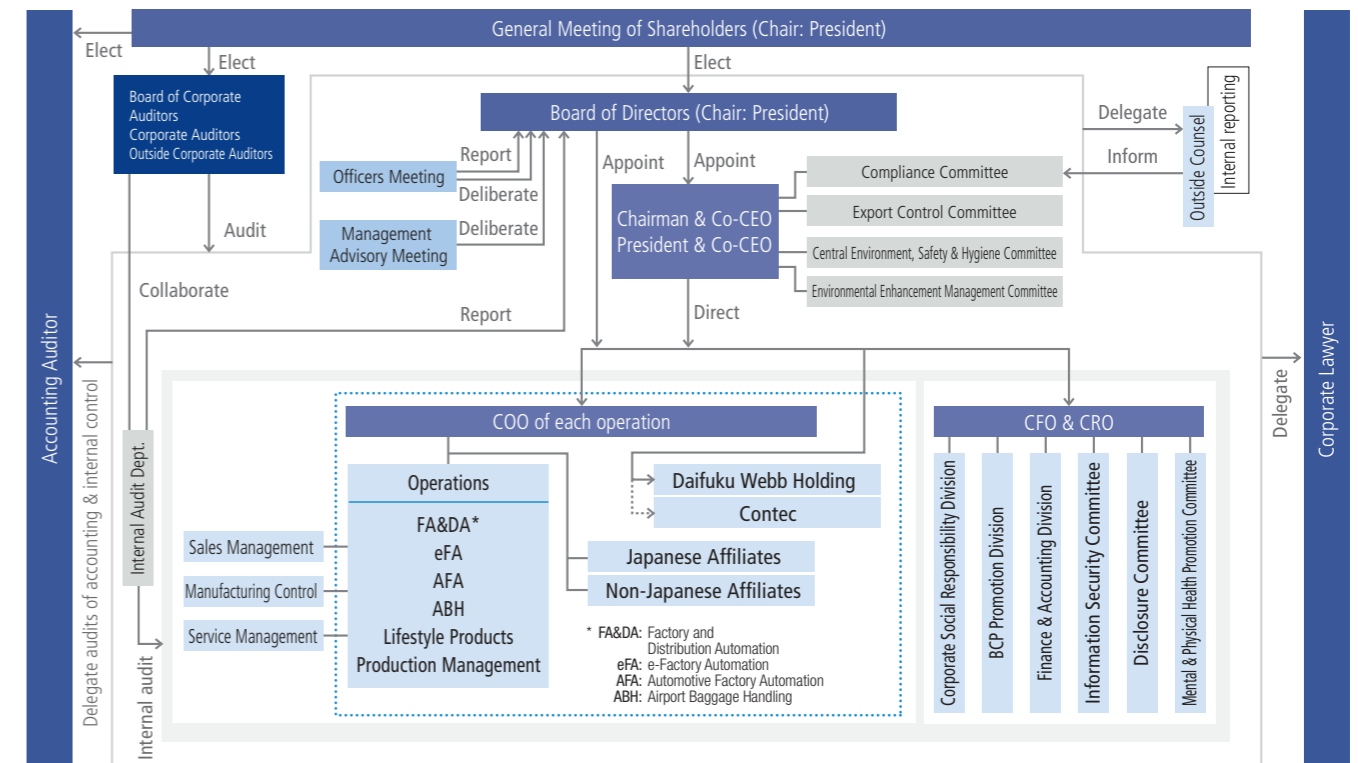 General Meeting of Shareholders (Chair: President)
Elect
Elect
Elect
Board of Corporate
Auditors
Corporate Auditors
Outside Corporate Auditors
Board of Directors (Chair: President)
Internal reporting
Outside Counsel
Delegate
Inform
Report
Officers Meeting
Deliberate
Management
Advisory Meeting
Deliberate
Appoint
Appoint
Chairman & Co-CEO
President & Co-CEO
Compliance Committee
Export Control Committee
Central Environment, Safety & Hygiene Committee
Environmental Enhancement Management Committee
Audit
Collaborate
Report
Direct
Accounting Auditor
Delegate audits of accounting & internal control
Internal Audit Dept.
Internal audit
Corporate Lawyer
Delegate
COO of each operation
Operations
FA&DA*
eFA
AFA
ABH
Lifestyle Products
Production Management
Sales Management
Manufacturing Control
Service Management
Daifuku Webb Holding
Contec
Japanese Affiliates
Non-Japanese Affiliates
* FA&DA: Factory and
Distribution Automation
eFA: e-Factory Automation
AFA: Automotive Factory Automation
ABH: Airport Baggage Handling
CFO & CRO
Corporate Social Responsibility Division
BCP Promotion Division
Finance & Accounting Division
Information Security Committee
Disclosure Committee
Mental & Physical Health Promotion Committee